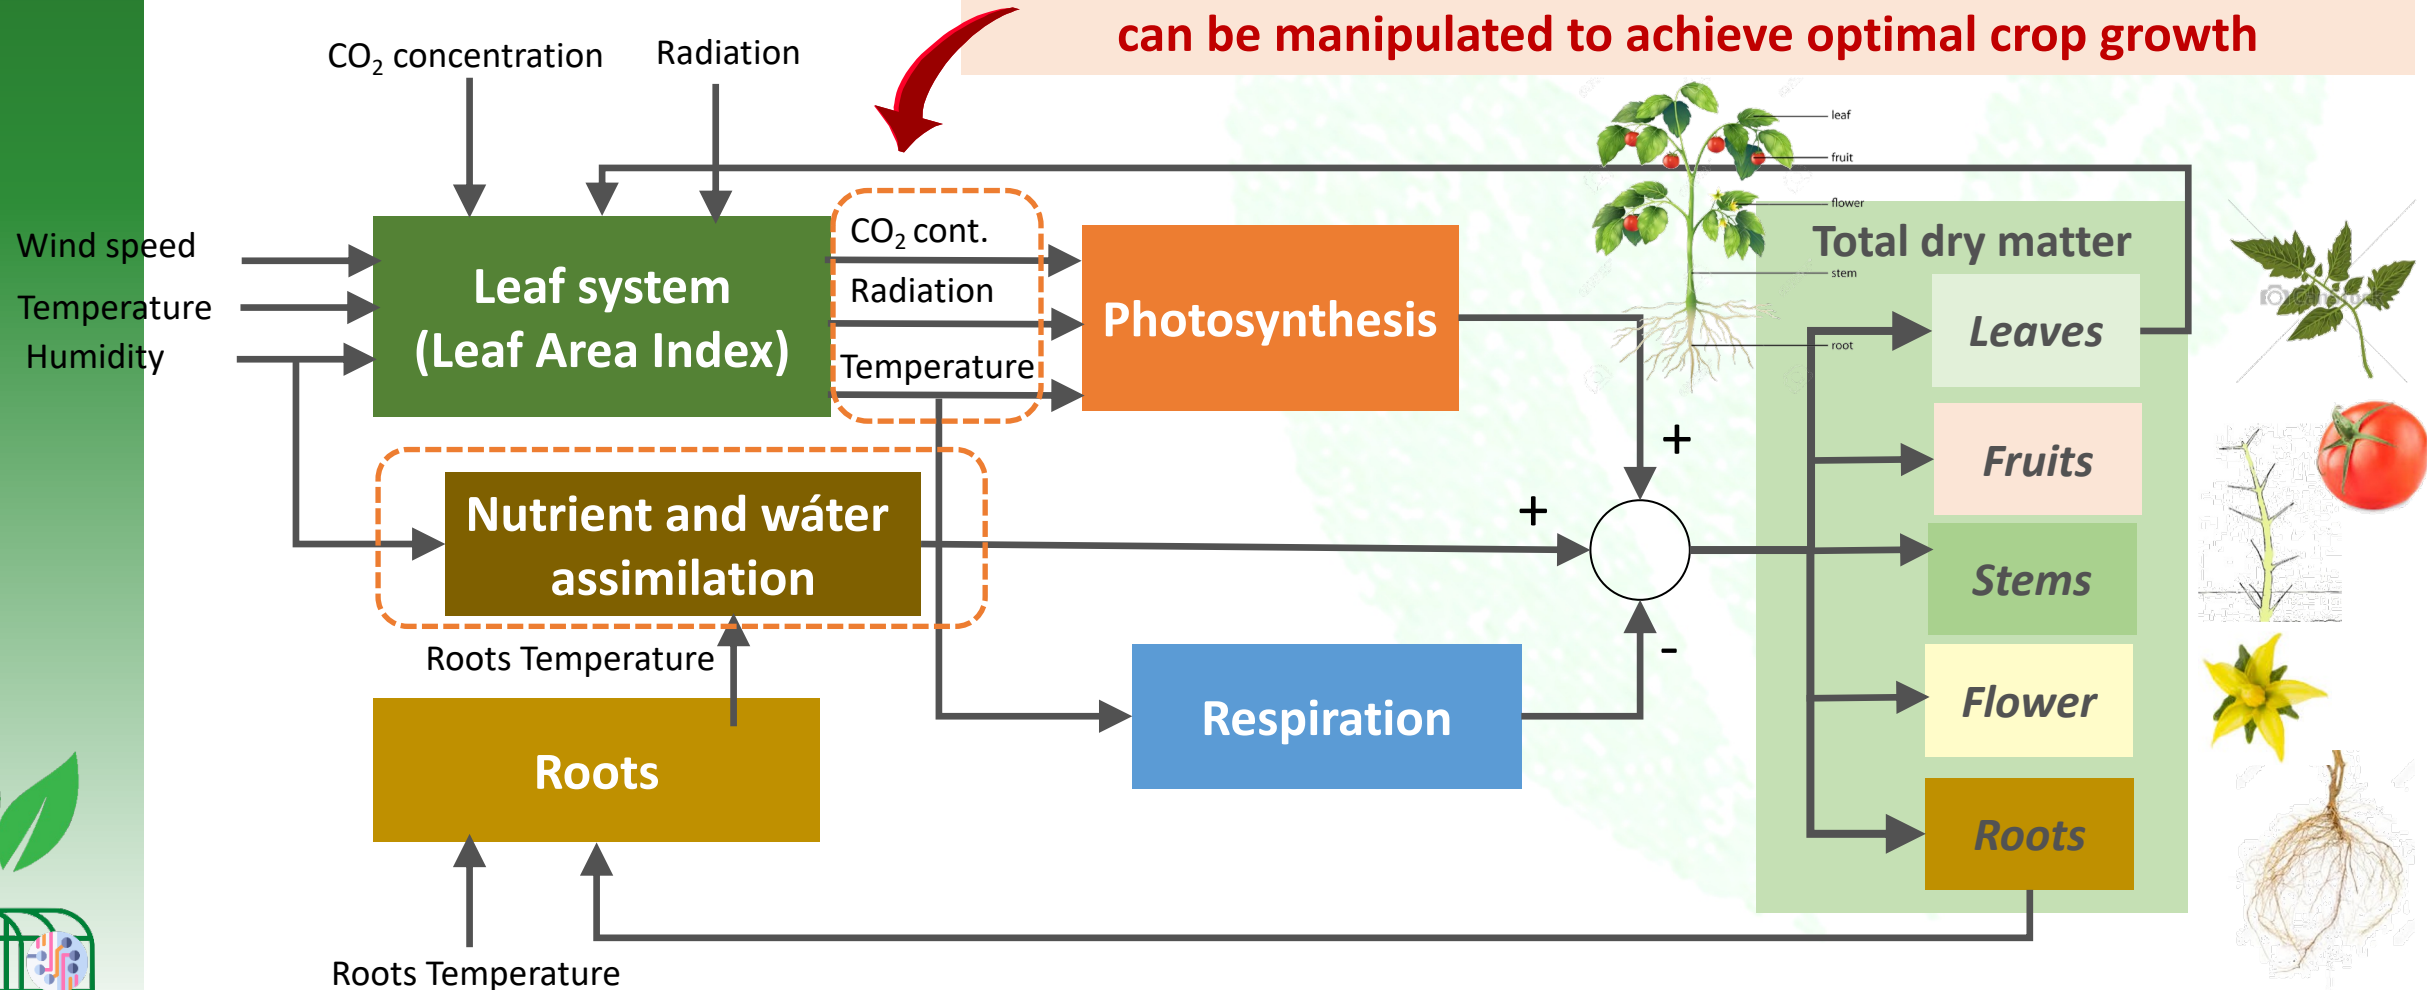 can be manipulated to achieve optimal crop growth
CO2 concentration
Radiation
leaf
fruit
flower
stem
root
Wind speed
Temperature
Humidity
Leaf system
(Leaf Area Index)
CO2 cont.
Radiation
Temperature
Photosynthesis
Total dry matter
Leaves
Fruits
Stems
Flower
Roots
+
+
-
Nutrient and wáter
assimilation
Roots Temperature
Respiration
Roots
Roots Temperature